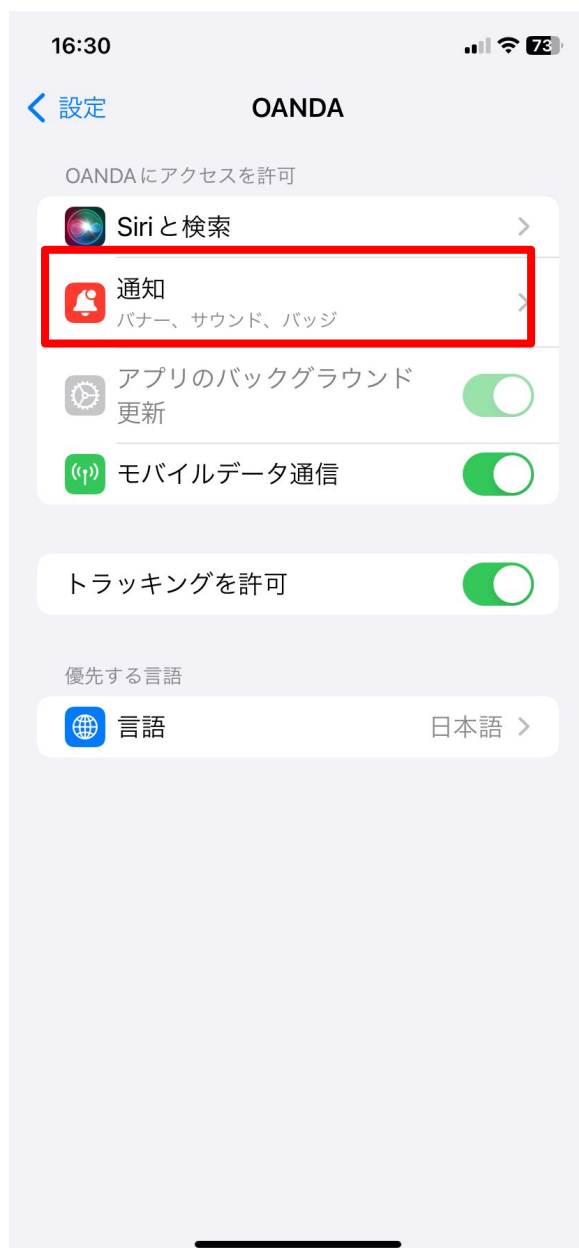 16:30
73
設定
OANDA
OANDAにアクセスを許可
Siriと検索
通知
バナー、サウンド、バッジ
アプリのバックグラウンド
更新
モバイルデータ通信
トラッキングを許可
優先する言語
言語
日本語